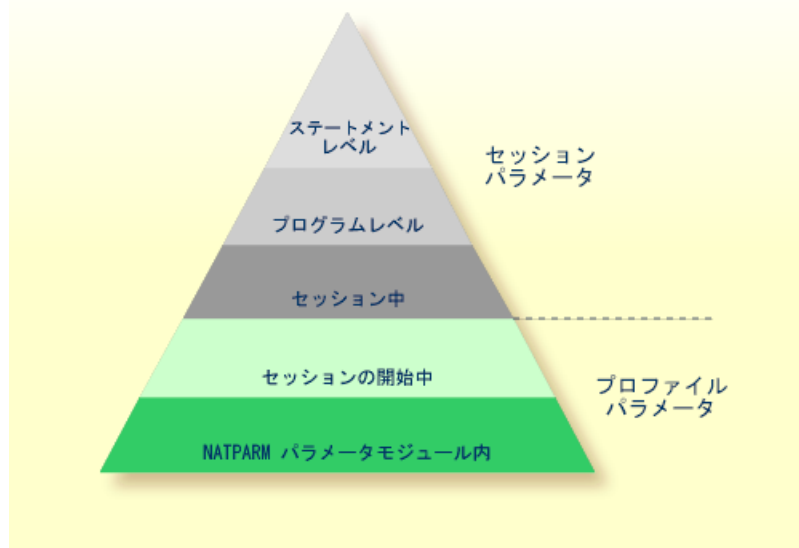 ステートメント
レベル
セッション
パラメータ
プログラムレベル
セッション中
セッションの開始中
プロファイル
パラメータ
NATPARM パラメータモジュール内